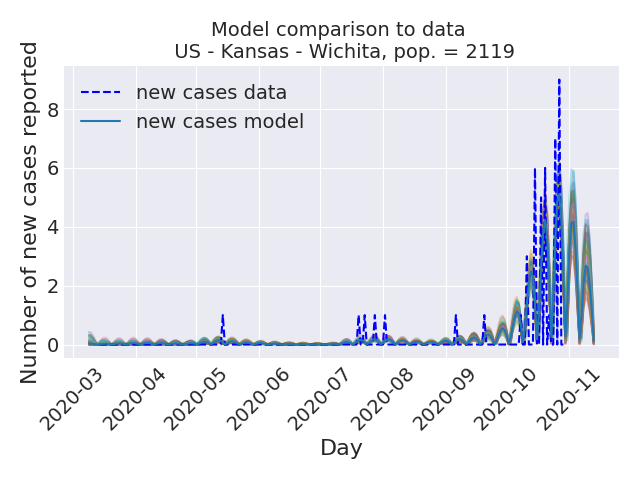 Model comparison to data
US - Kansas - Wichita, pop. = 2119
Number of new cases reported
new cases data
new cases model
8
6
4
2
0
2020-03
2020-04
2020-05
2020-06
2020-07
2020-08
2020-09
2020-10
2020-11
Day